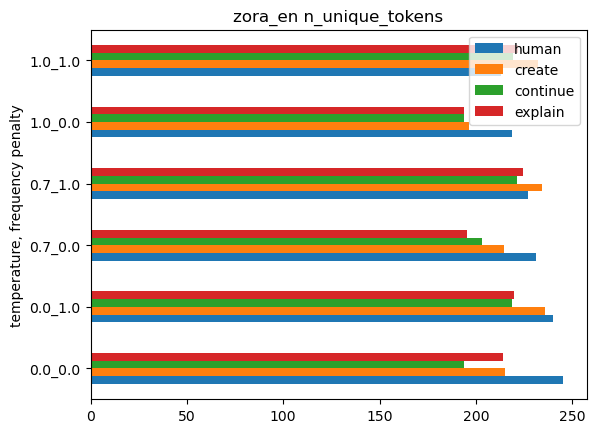 zora_en n_unique_tokens
temperature, frequency penalty
1.0_1.0
1.0_0.0
0.7_1.0
0.7_0.0
0.0_1.0
0.0_0.0
0 50 100 150 200 250
human
create
continue
explain